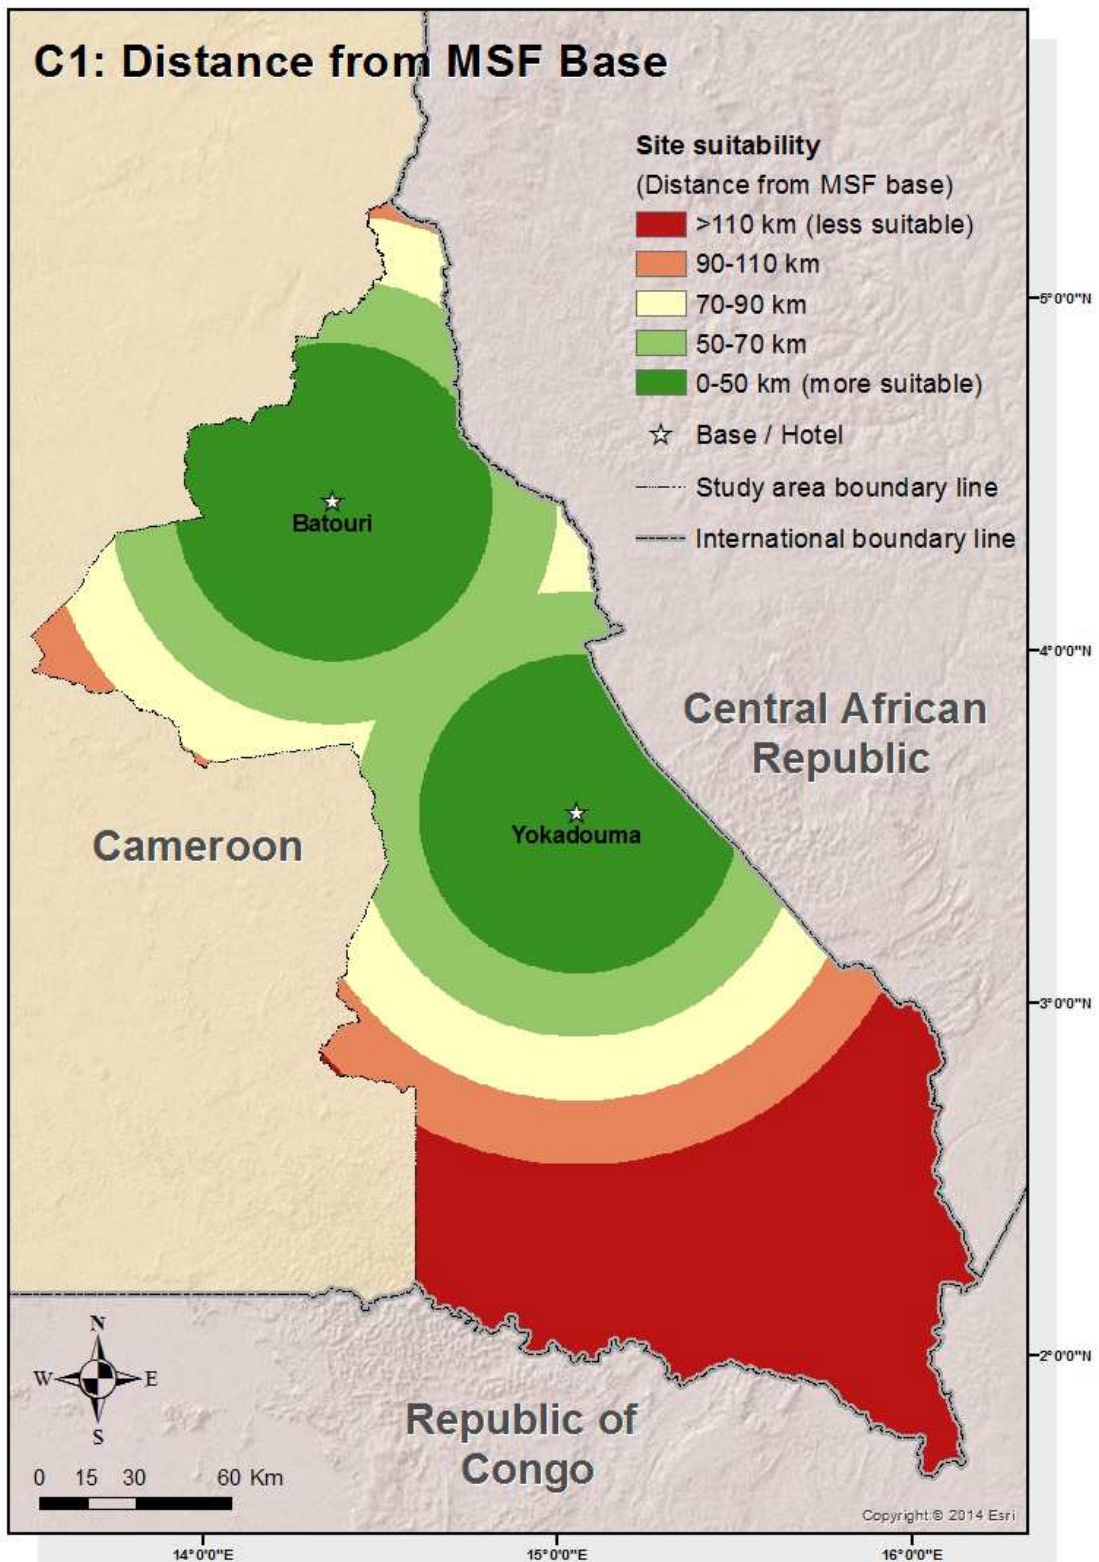 C1: Distance from MSF Base
Site suitability
(Distance from MSF base)
>110 km (less suitable)
90-110 km
70-90 km
50-70 km
0-50 km (more suitable)
Base / Hotel
Study area boundary line
International boundary line
5°0'0"N
Batouri
4°0'0"N
Central African
Republic
Yokadouma
Cameroon
3°0'0"N
2°0'0"N
N
W
E
S
Republic of
Congo
0 15 30 60 Km
Copyright:© 2014 Esri
14°0'0"E
15°0'0"E
16°0'0"E